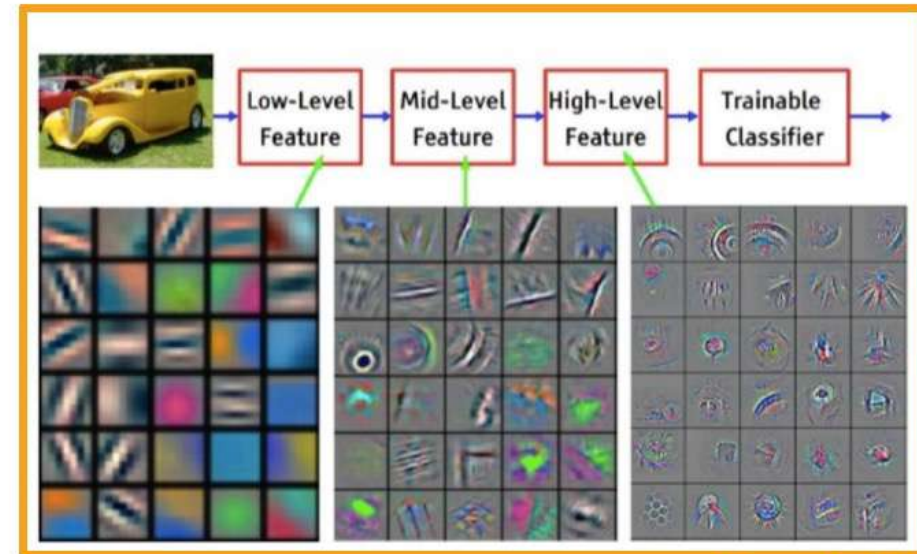 Low-Level
Feature
Mid-Level
Feature
High-Level
Feature
Trainable
Classifier